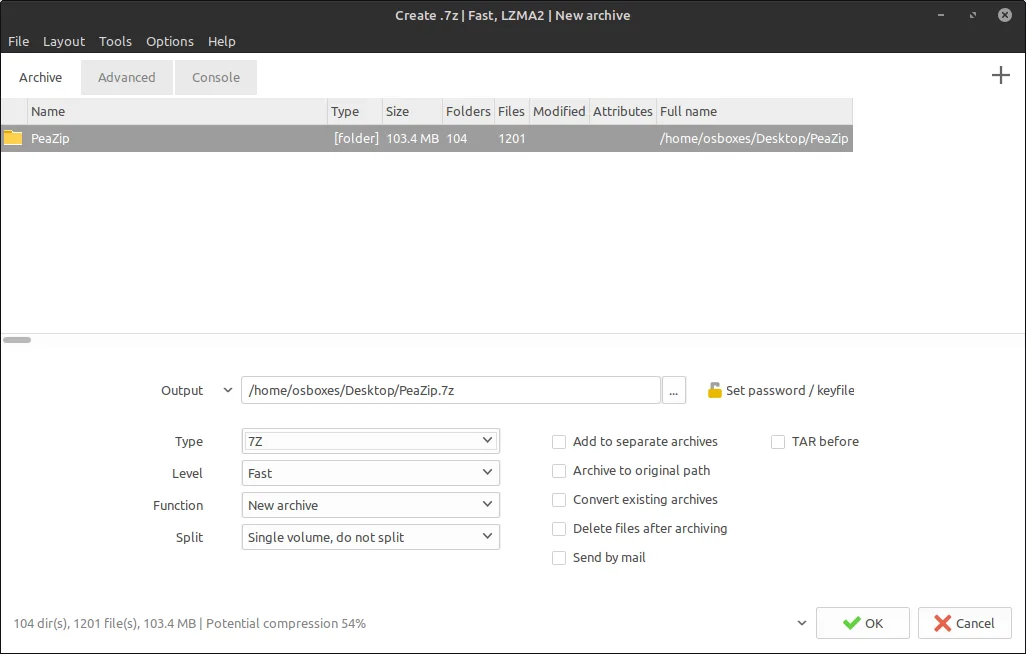 Create .7z | Fast, LZMA2 | New archive
File Layout Tools Options Help
Archive Advanced Console
Name Type Size Folders Files Modified Attributes Full name
PeaZip [folder] 103.4 MB 104 1201 /home/osboxes/Desktop/PeaZip
Output /home/osboxes/Desktop/PeaZip.7z ... Set password / keyfile
Type 7Z Add to separate archives TAR before
Level Fast Archive to original path
Function New archive Convert existing archives
Split Single volume, do not split Delete files after archiving
Send by mail
104 dir(s), 1201 file(s), 103.4 MB | Potential compression 54% OK Cancel